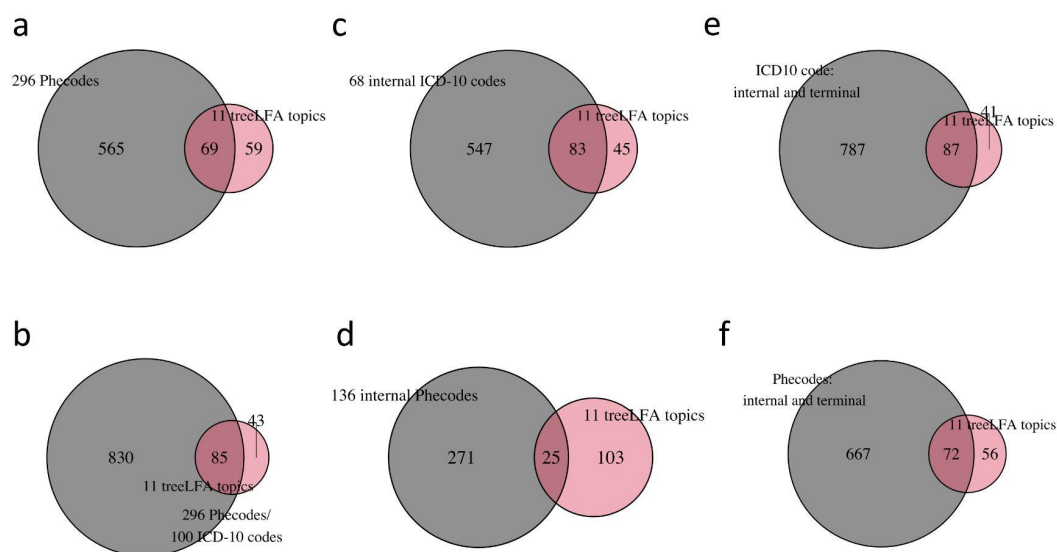 a
296 Phecodes
11 treeLFA topics
565
69
59
c
68 internal ICD-10 codes
11 treeLFA topics
547
83
45
e
ICD10 code:
internal and terminal
41
11 treeLFA topics
787
87
b
43
830
85
11 treeLFA topics
296 Phecodes/
100 ICD-10 codes
d
136 internal Phecodes
11 treeLFA topics
271
25
103
f
Phecodes:
internal and terminal
11 treeLFA topics
667
72
56